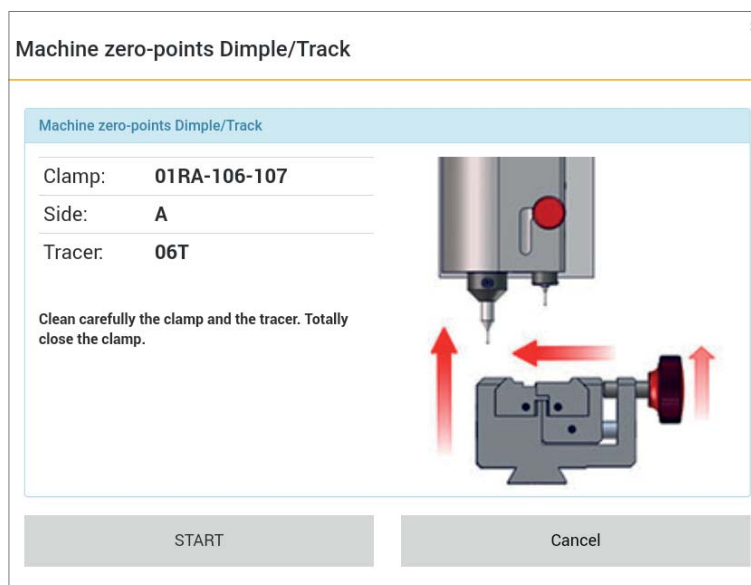 Machine zero-points Dimple/Track
Machine zero-points Dimple/Track
Clamp: 01RA-106-107
Side: A
Tracer: 06T
Clean carefully the clamp and the tracer. Totally
close the clamp.
START
Cancel